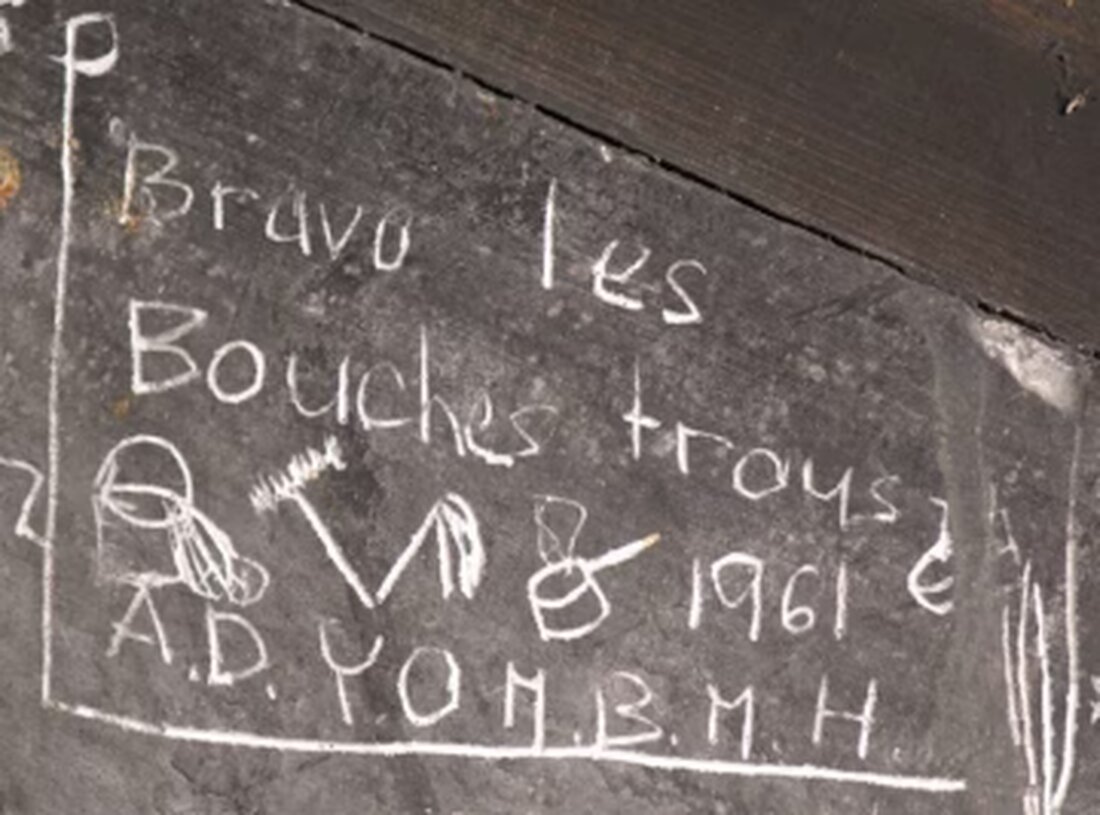 P
Bravo les
Bouches trous
1961
A.D. Y.O M.B. M.H.